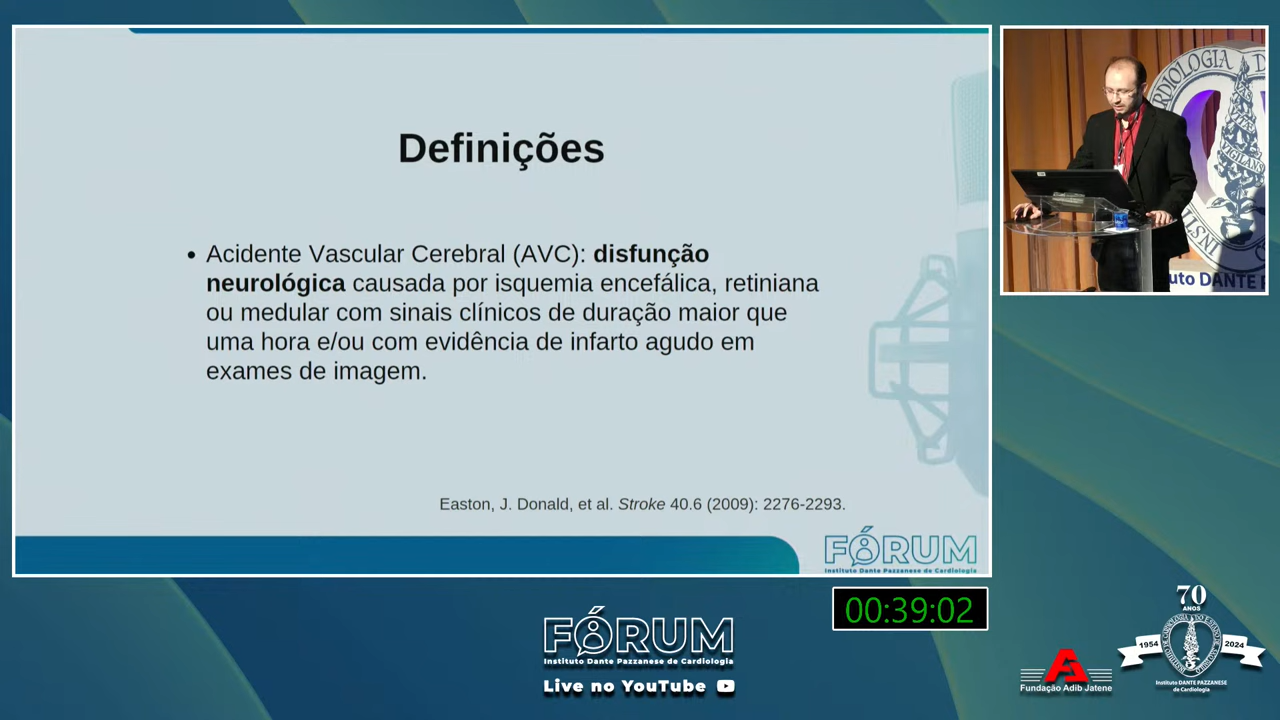 Definições
• Acidente Vascular Cerebral (AVC): disfunção
neurológica causada por isquemia encefálica, retiniana
ou medular com sinais clínicos de duração maior que
uma hora e/ou com evidência de infarto agudo em
exames de imagem.
Easton, J. Donald, et al. Stroke 40.6 (2009): 2276-2293.
FÓRUM
Instituto Dante Pazzanese de Cardiologia
uto DANTE P
00:39:02
FÓRUM
Instituto Dante Pazzanese de Cardiologia
Live no YouTube
Fundação Adib Jatene
70
ANOS
1954
2024
Instituto DANTE PAZZANESE
de Cardiologia